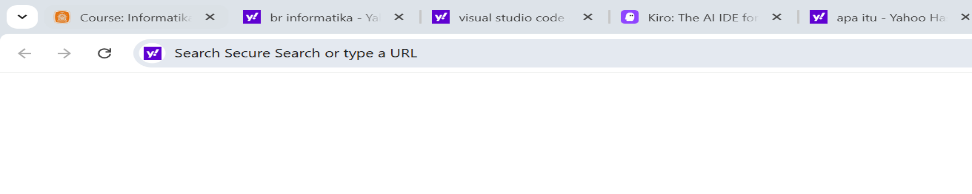 Course: Informatika br informatika - Ya visual studio code Kiro: The AI IDE for apa itu - Yahoo Ha
y! Search Secure Search or type a URL